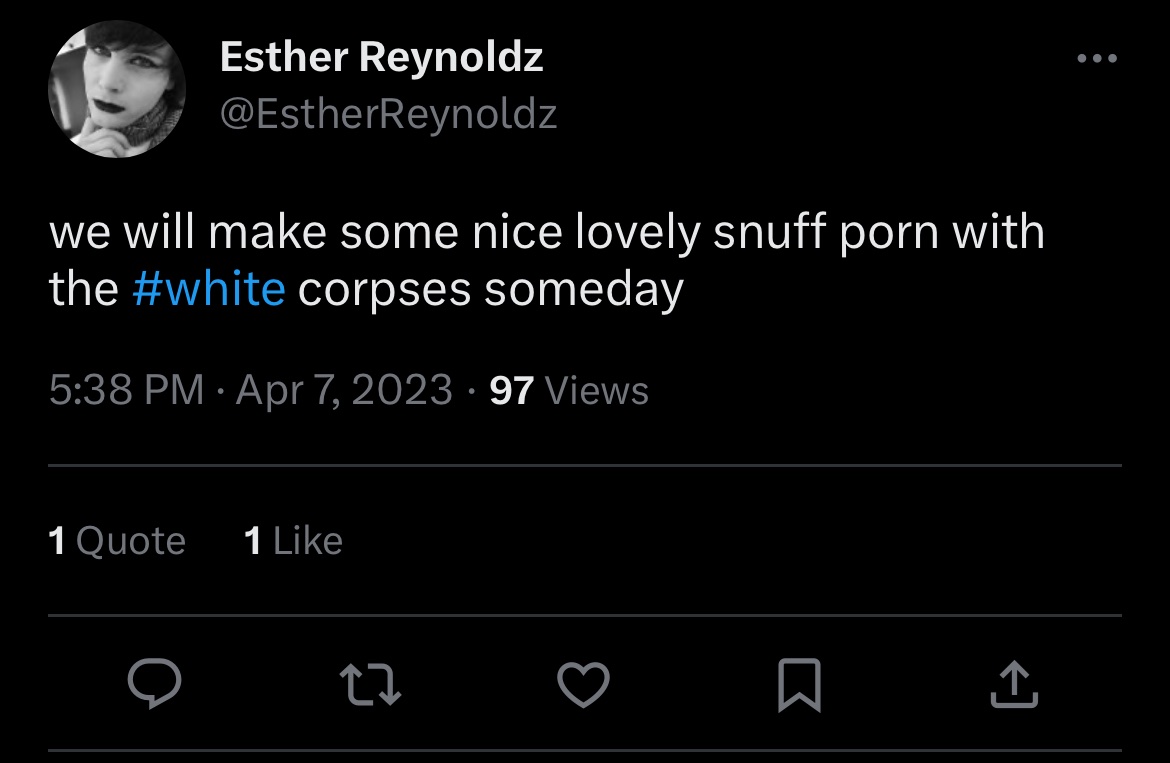 Esther Reynoldz
@EstherReynoldz
we will make some nice lovely snuff porn with
the #white corpses someday
5:38 PM · Apr 7, 2023 · 97 Views
1 Quote 1 Like